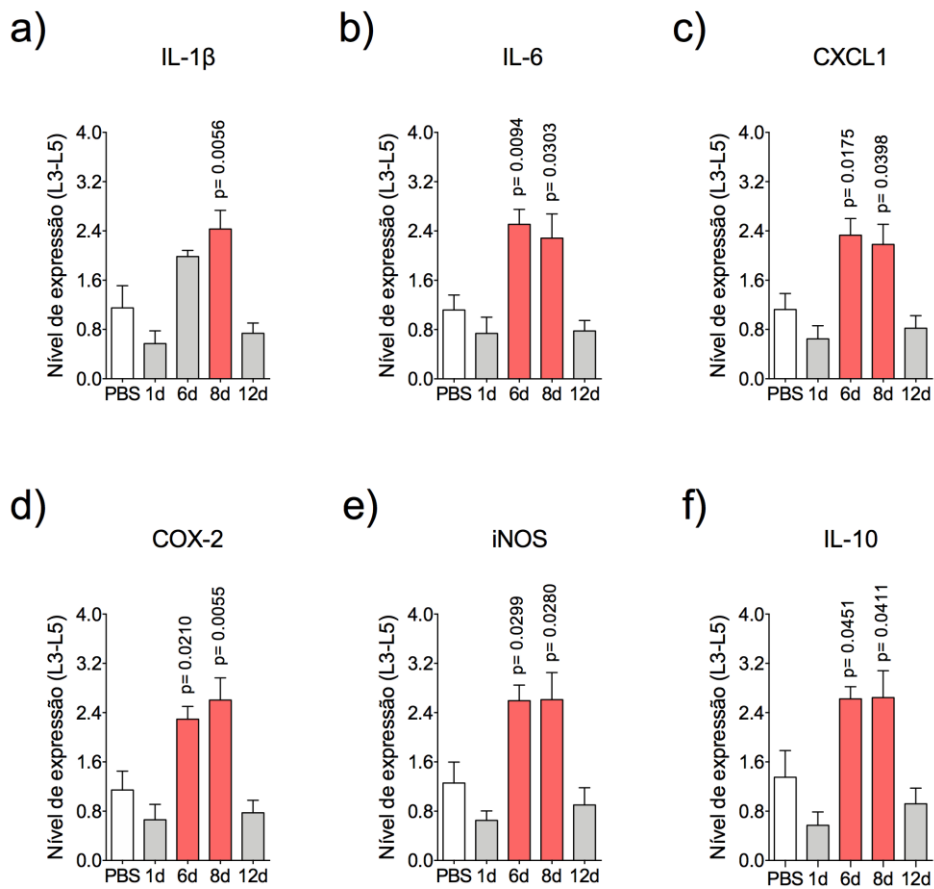 a)
IL-1β
Nível de expressão (L3-L5)
4.0
3.2
2.4
1.6
0.8
0.0
p= 0.0056
PBS 1d 6d 8d 12d
b)
IL-6
Nível de expressão (L3-L5)
4.0
3.2
2.4
1.6
0.8
0.0
p= 0.0094
p= 0.0303
PBS 1d 6d 8d 12d
c)
CXCL1
Nível de expressão (L3-L5)
4.0
3.2
2.4
1.6
0.8
0.0
p= 0.0175
p= 0.0398
PBS 1d 6d 8d 12d
d)
COX-2
Nível de expressão (L3-L5)
4.0
3.2
2.4
1.6
0.8
0.0
p= 0.0210
p= 0.0055
PBS 1d 6d 8d 12d
e)
iNOS
Nível de expressão (L3-L5)
4.0
3.2
2.4
1.6
0.8
0.0
p= 0.0299
p= 0.0280
PBS 1d 6d 8d 12d
f)
IL-10
Nível de expressão (L3-L5)
4.0
3.2
2.4
1.6
0.8
0.0
p= 0.0451
p= 0.0411
PBS 1d 6d 8d 12d